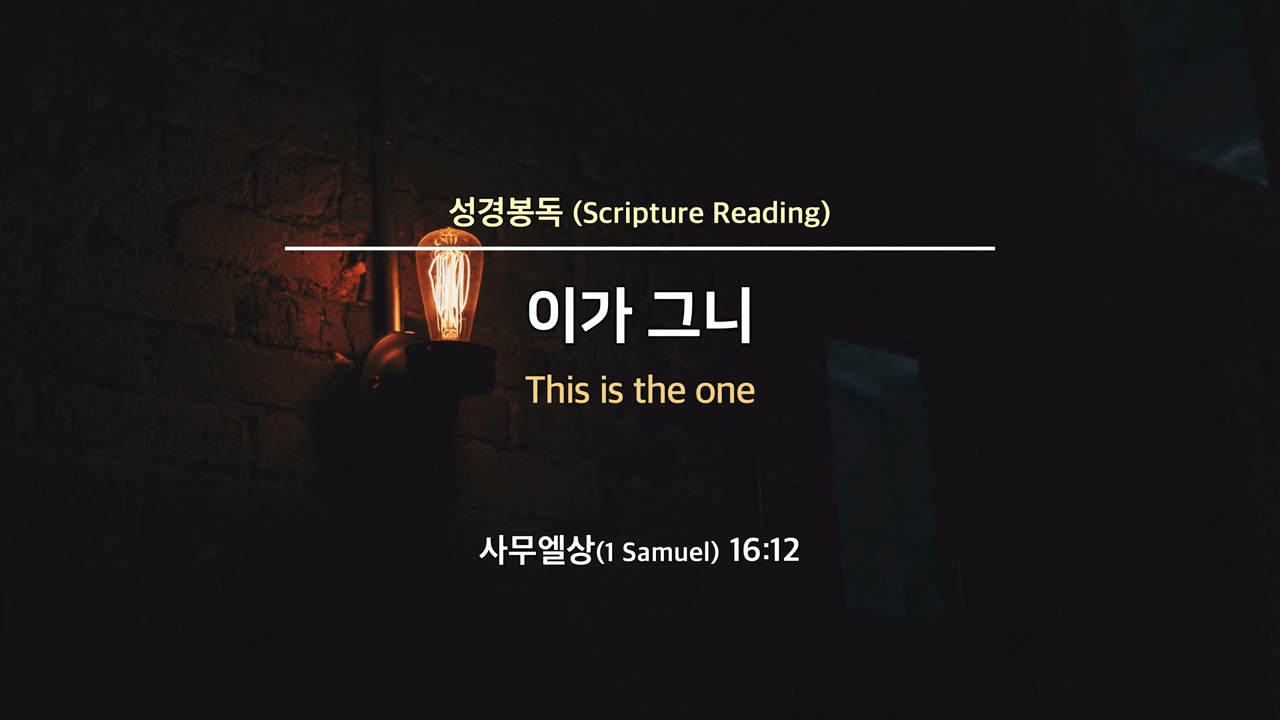 성경봉독 (Scripture Reading)
이가 그니
This is the one
사무엘상(1 Samuel) 16:12